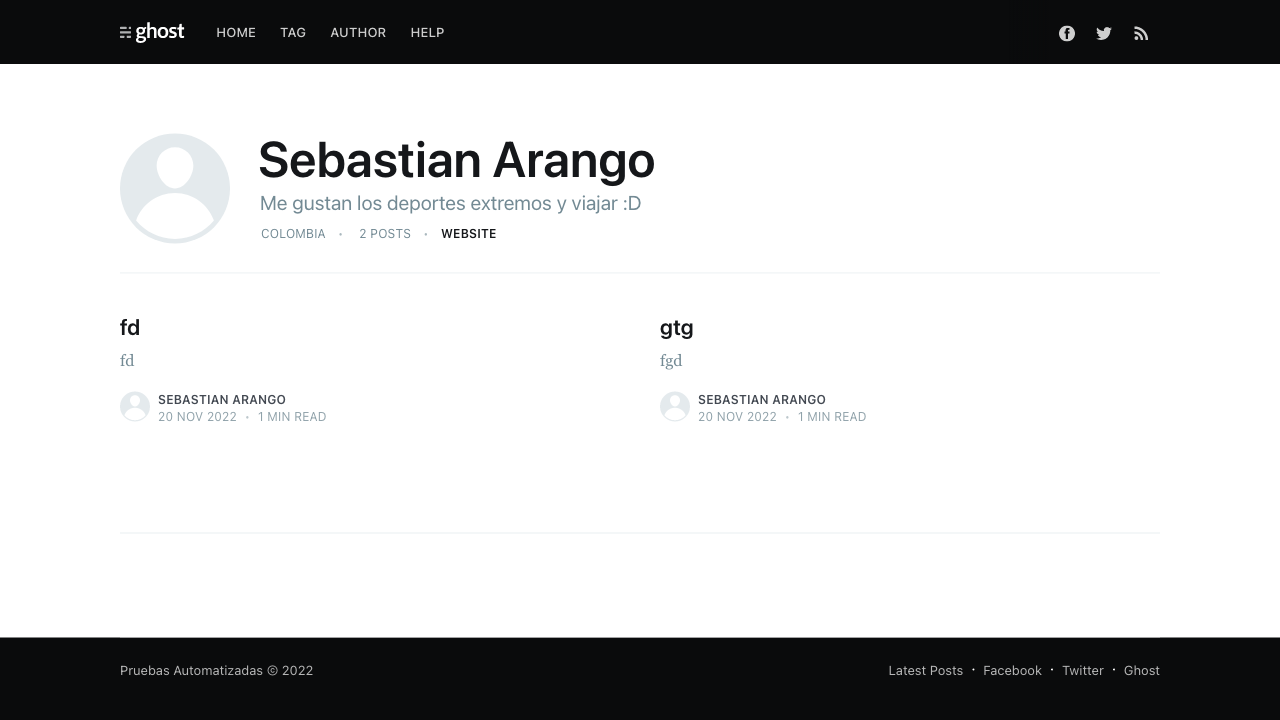 ghost HOME TAG AUTHOR HELP
Sebastian Arango
Me gustan los deportes extremos y viajar :D
COLOMBIA • 2 POSTS • WEBSITE
fd
fd
SEBASTIAN ARANGO
20 NOV 2022 • 1 MIN READ
gtg
fgd
SEBASTIAN ARANGO
20 NOV 2022 • 1 MIN READ
Pruebas Automatizadas © 2022
Latest Posts • Facebook • Twitter • Ghost